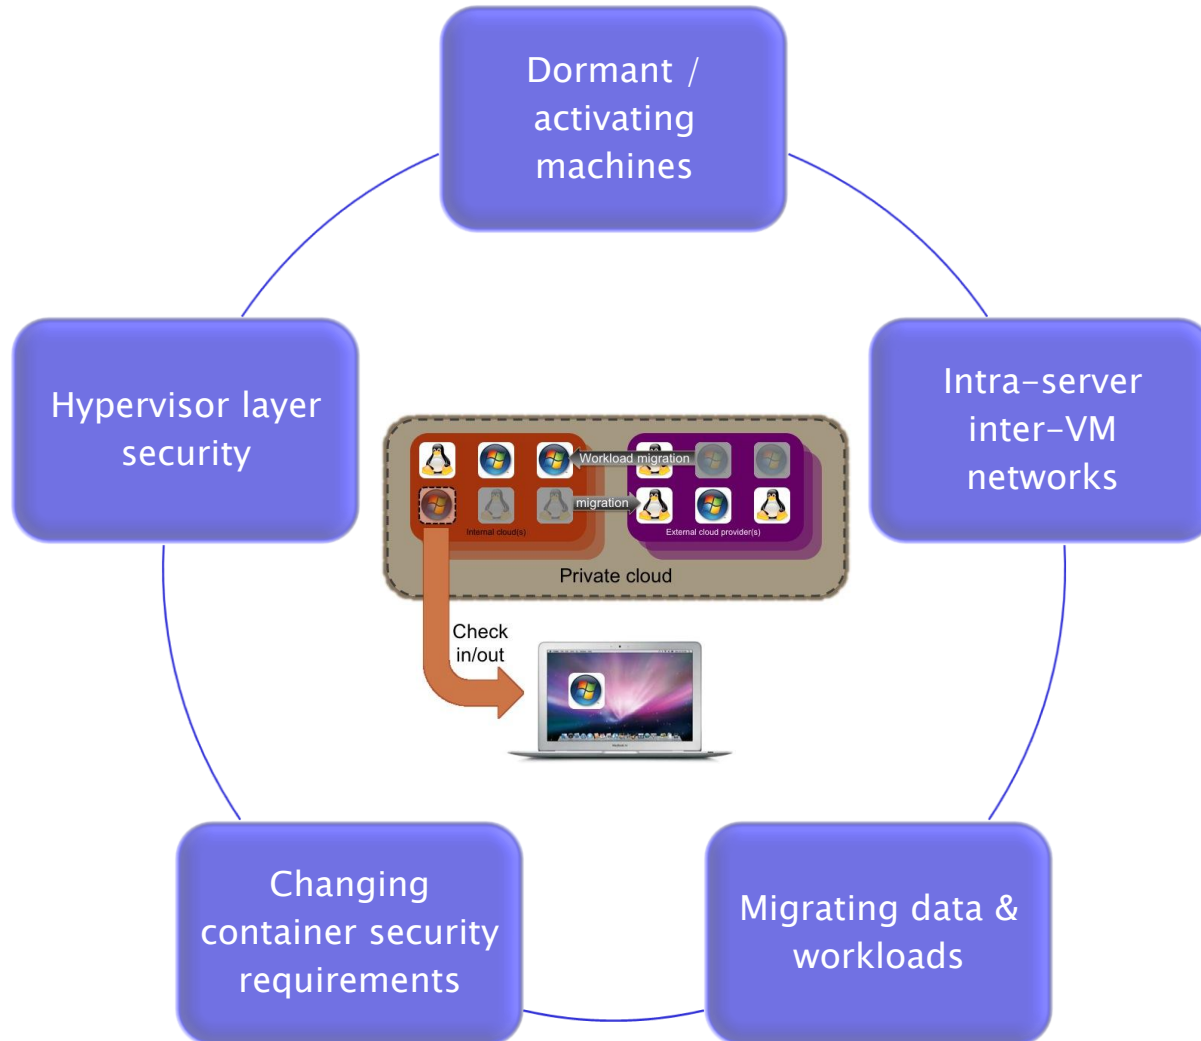 Dormant /
activating
machines
Hypervisor layer
security
Intra-server
inter-VM
networks
Workload migration
migration
Internal cloud(s)
External cloud provider(s)
Private cloud
Check
in/out
Changing
container security
requirements
Migrating data &
workloads